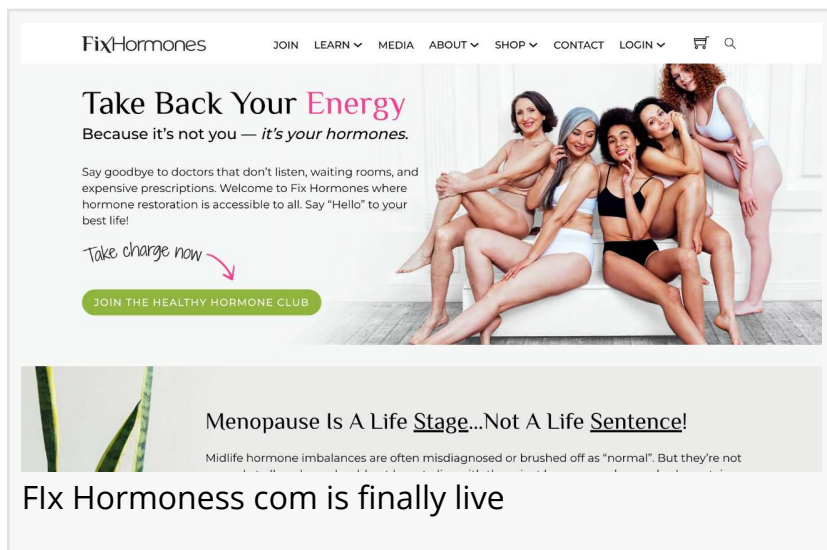 FixHormones
JOIN LEARN MEDIA ABOUT SHOP CONTACT LOGIN
Take Back Your Energy
Because it's not you — it's your hormones.
Say goodbye to doctors that don't listen, waiting rooms, and
expensive prescriptions. Welcome to Fix Hormones where
hormone restoration is accessible to all. Say "Hello" to your
best life!
Take charge now
JOIN THE HEALTHY HORMONE CLUB
Menopause Is A Life Stage...Not A Life Sentence!
Midlife hormone imbalances are often misdiagnosed or brushed off as "normal". But they're not
FIx Hormoness com is finally live